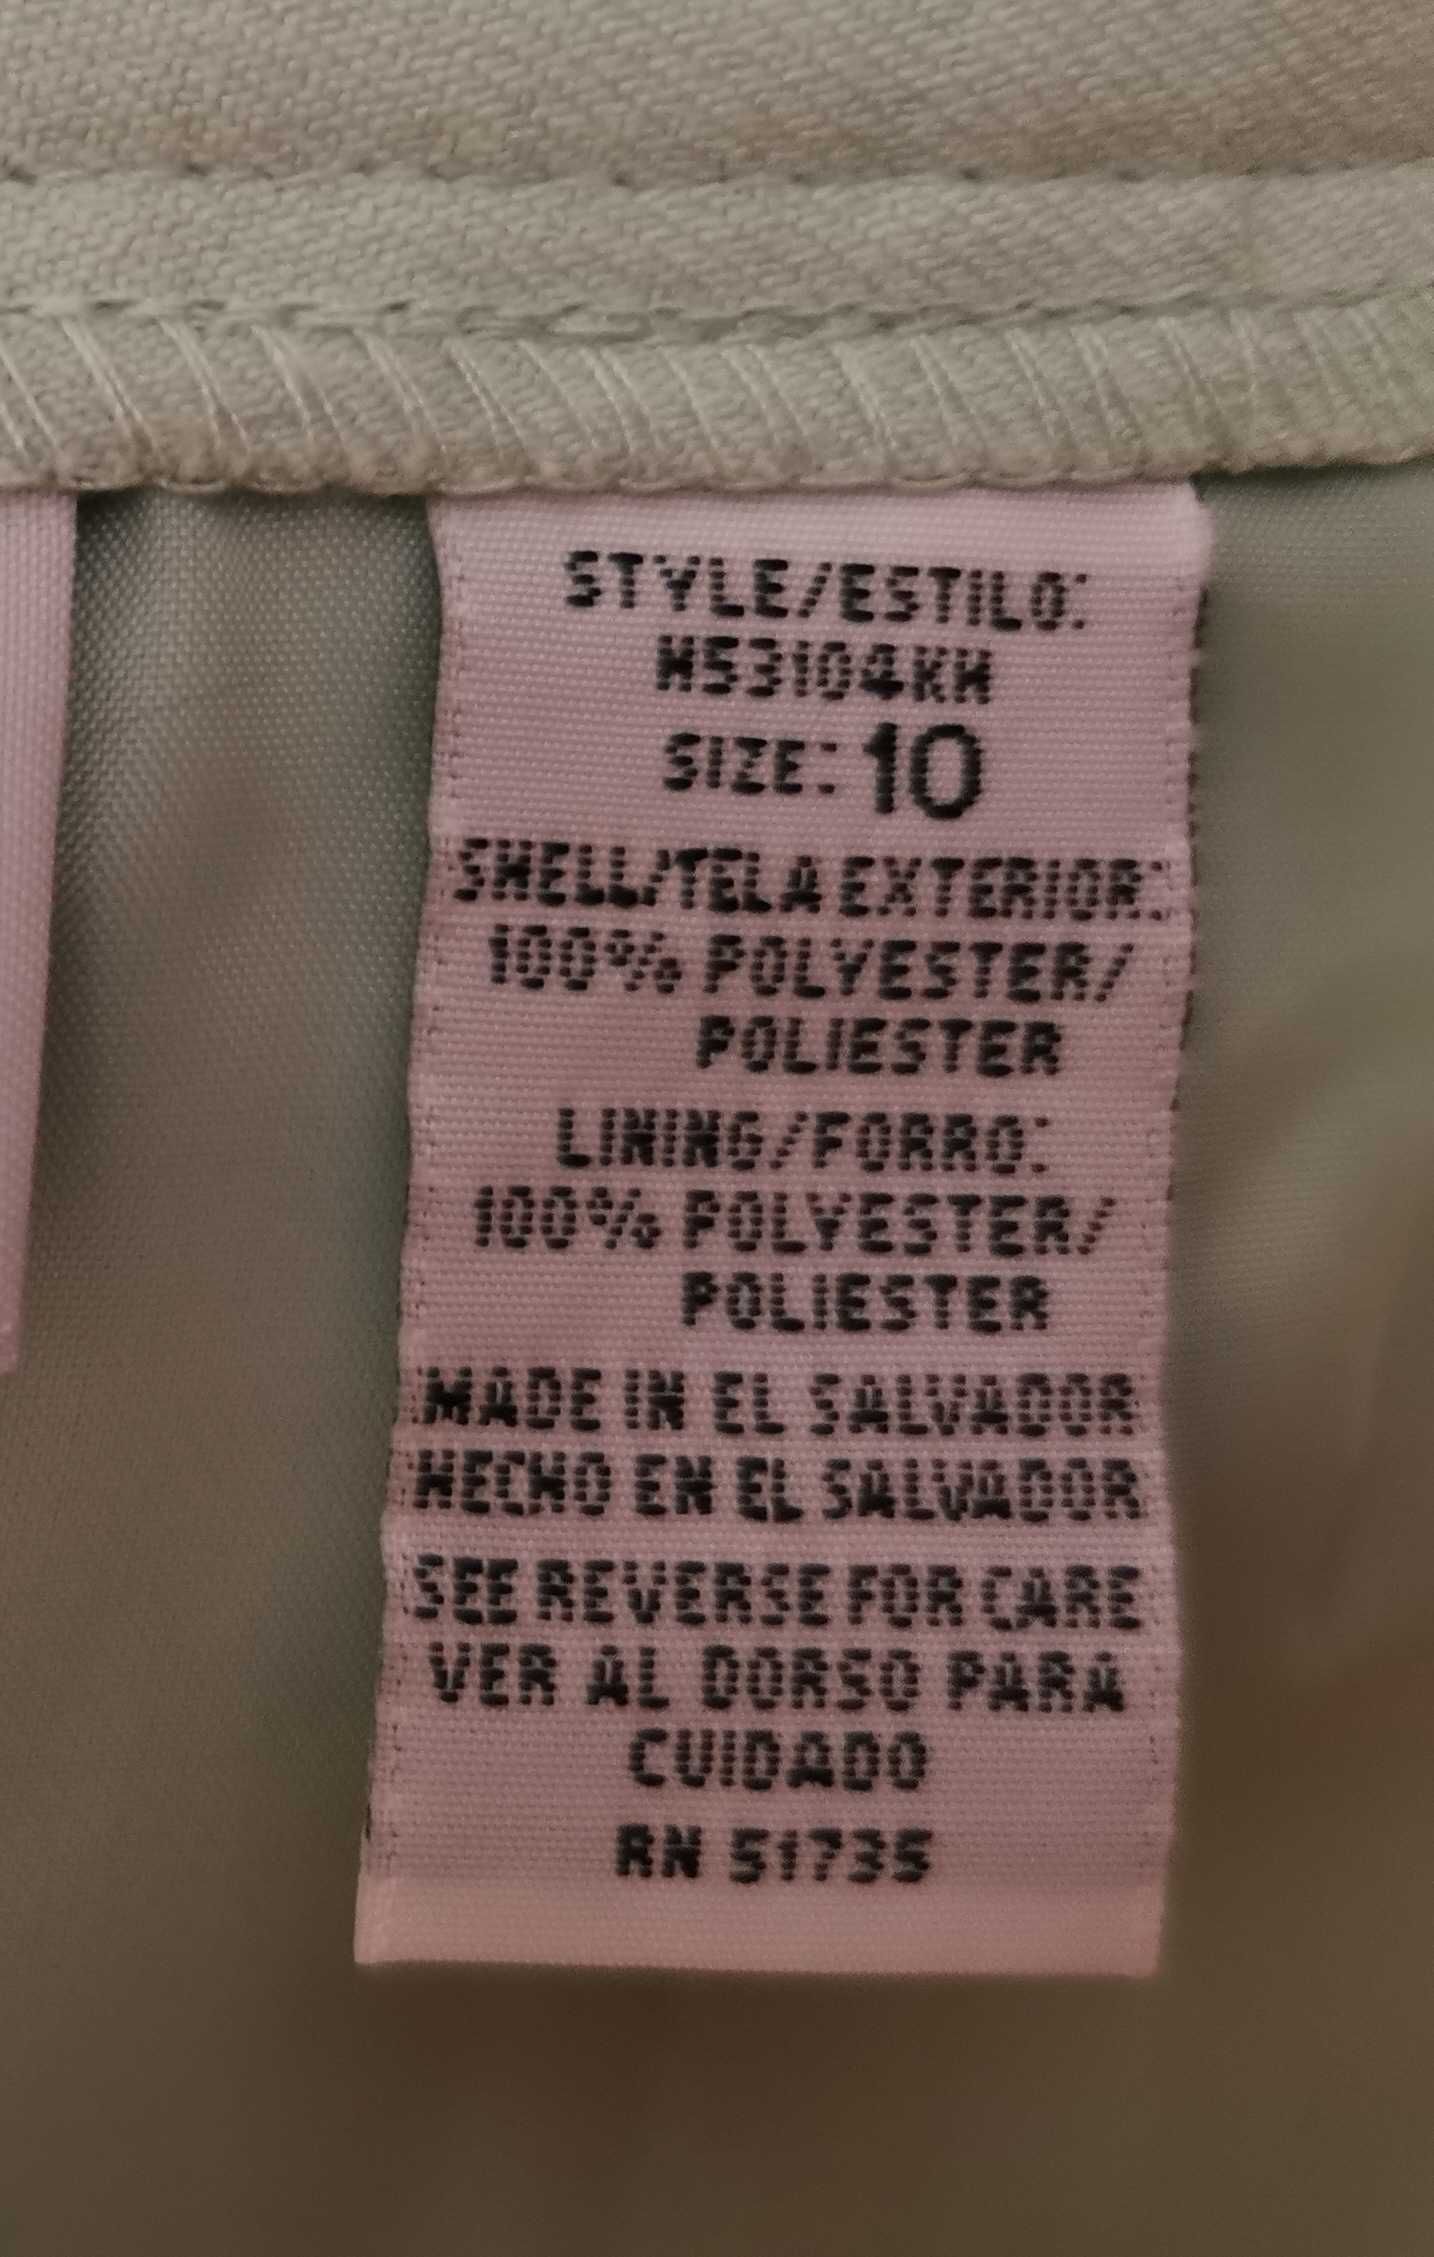 STYLE/ESTILO:
H53104KH
SIZE: 10
SHELL/TELA EXTERIOR:
100% POLYESTER/
POLIESTER
LINING/FORRO:
100% POLYESTER/
POLIESTER
MADE IN EL SALVADOR
HECHO EN EL SALVADOR
SEE REVERSE FOR CARE
VER AL DORSO PARA
CUIDADO
RN 51735